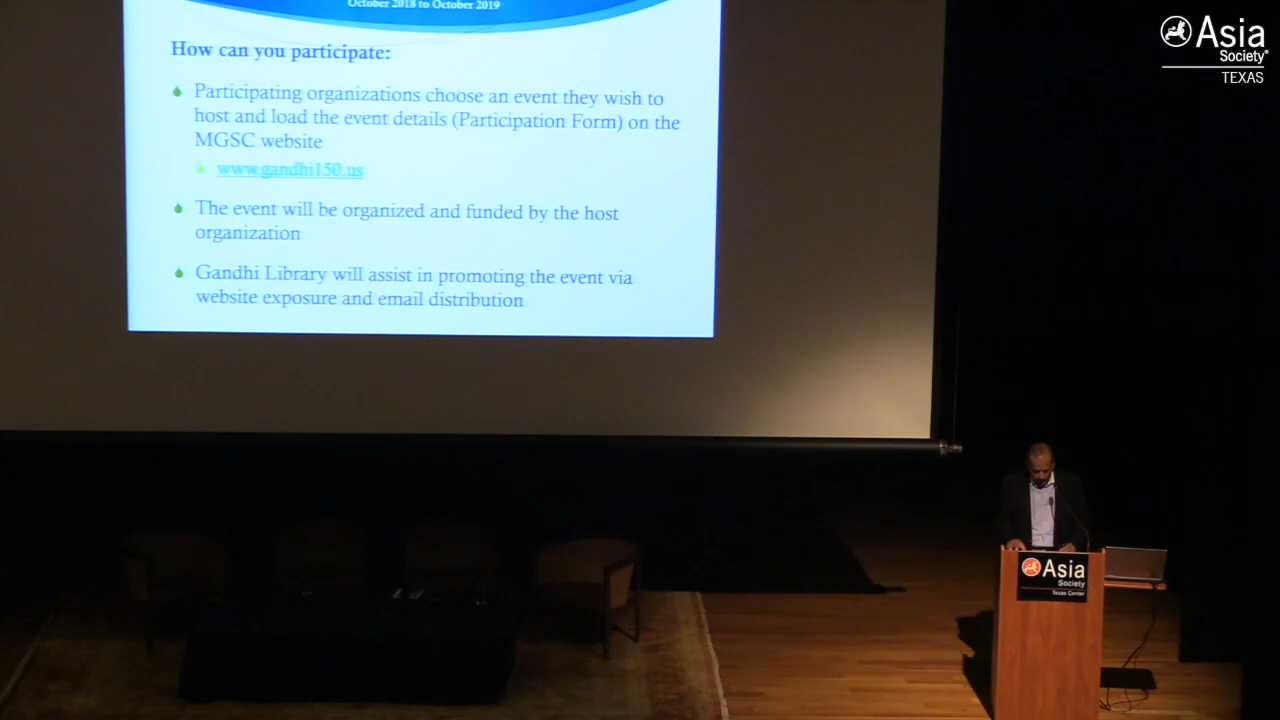 October 2018 to October 2019
How can you participate:
Participating organizations choose an event they wish to
host and load the event details (Participation Form) on the
MGSC website
www.gandhi150.us
The event will be organized and funded by the host
organization
Gandhi Library will assist in promoting the event via
website exposure and email distribution
Asia
Society®
TEXAS
Asia
Society
Texas Center